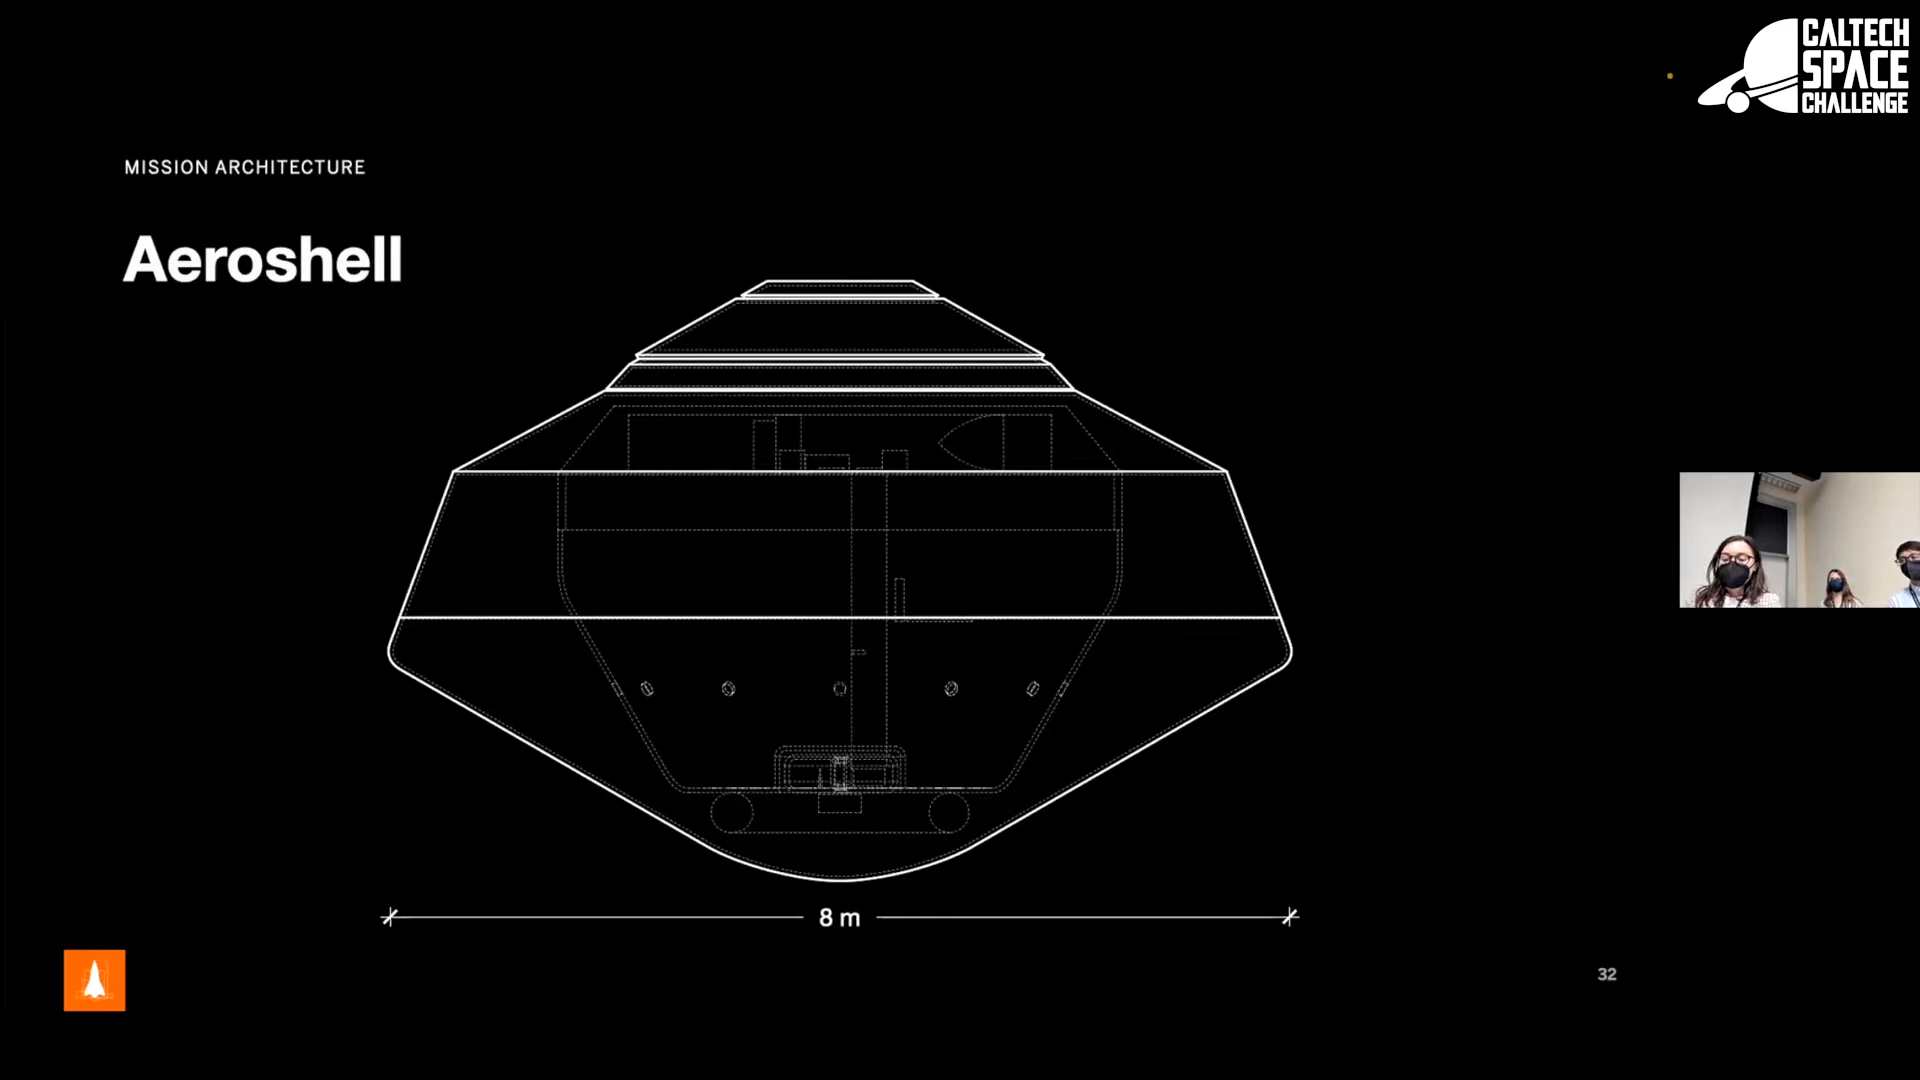 CALTECH
SPACE
CHALLENGE
MISSION ARCHITECTURE
Aeroshell
8 m
32